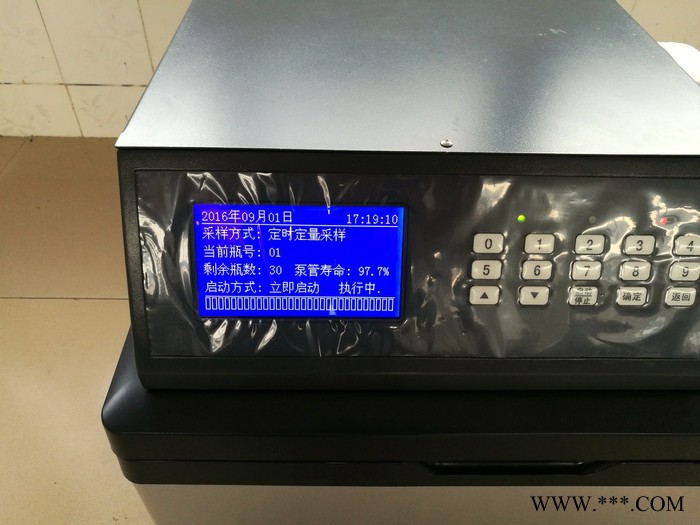 2016年09月01日 17:19:10
采样方式: 定时定量采样
当前瓶号: 01
剩余瓶数: 30 泵管寿命: 97.7%
启动方式: 立即启动 执行中.
0 1 2 3 4
5 6 7 8 9
▲ ▼ 启动 停止 确定 返回
WWW.***.COM